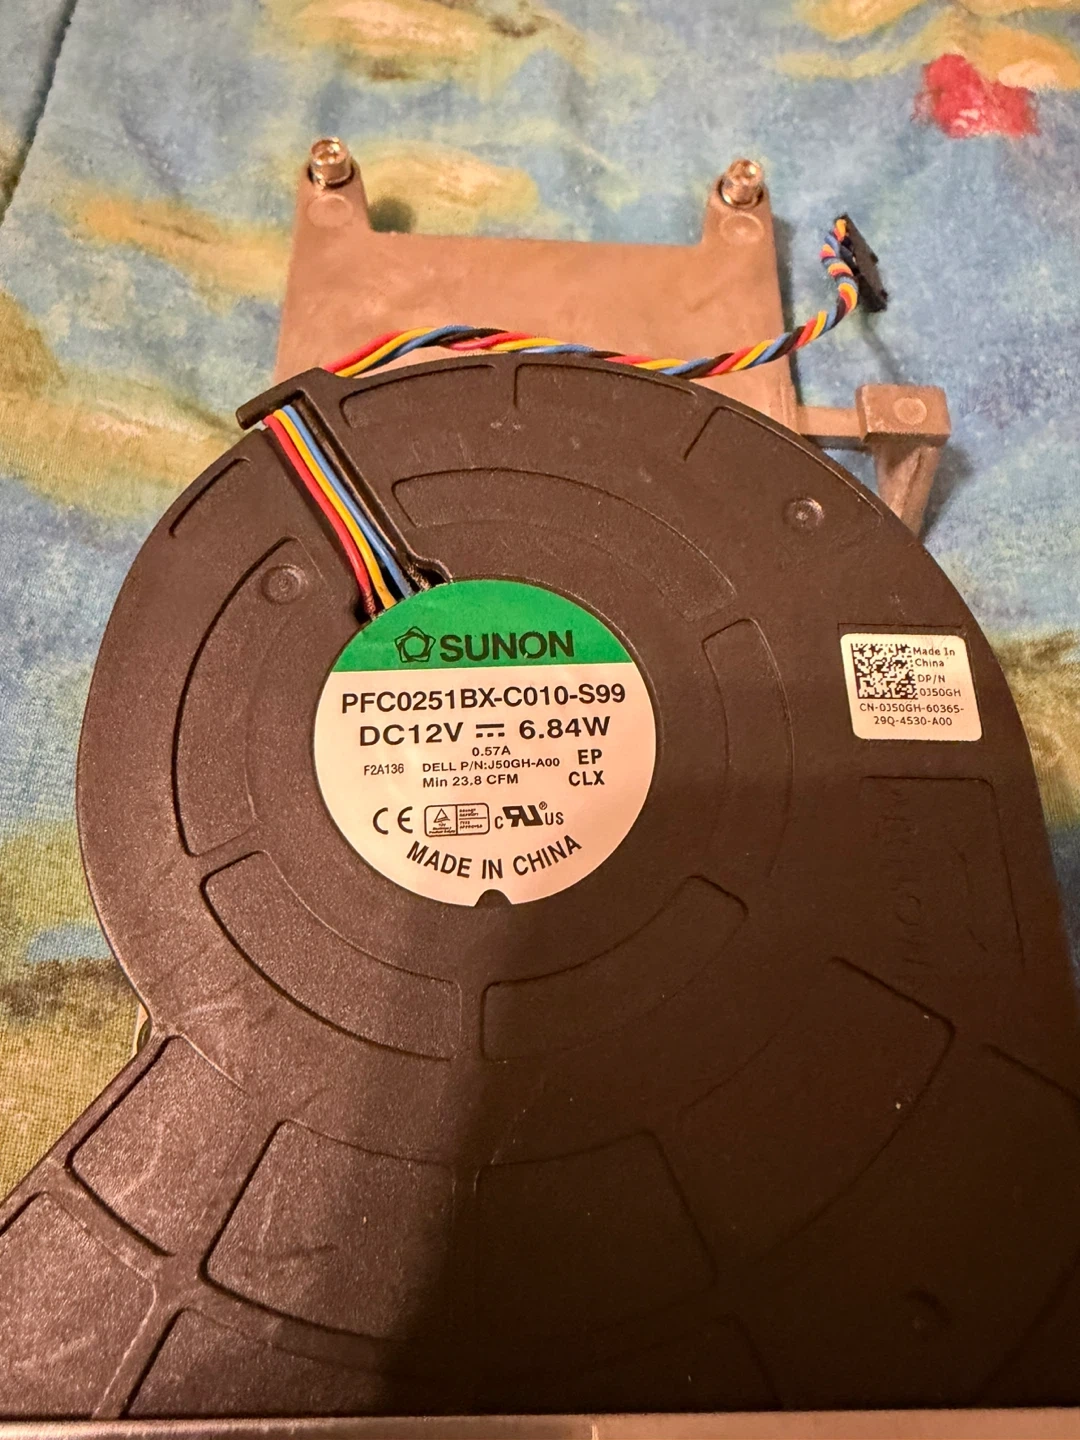 SUNON
PFC0251BX-C010-S99
DC12V ⎓ 6.84W
0.57A
F2A136 DELL P/N:J50GH-A00 EP
Min 23.8 CFM CLX
CE c RU® US
MADE IN CHINA
Made In
China
DP/N
0J50GH
CN-0J50GH-60365-
29Q-4530-A00